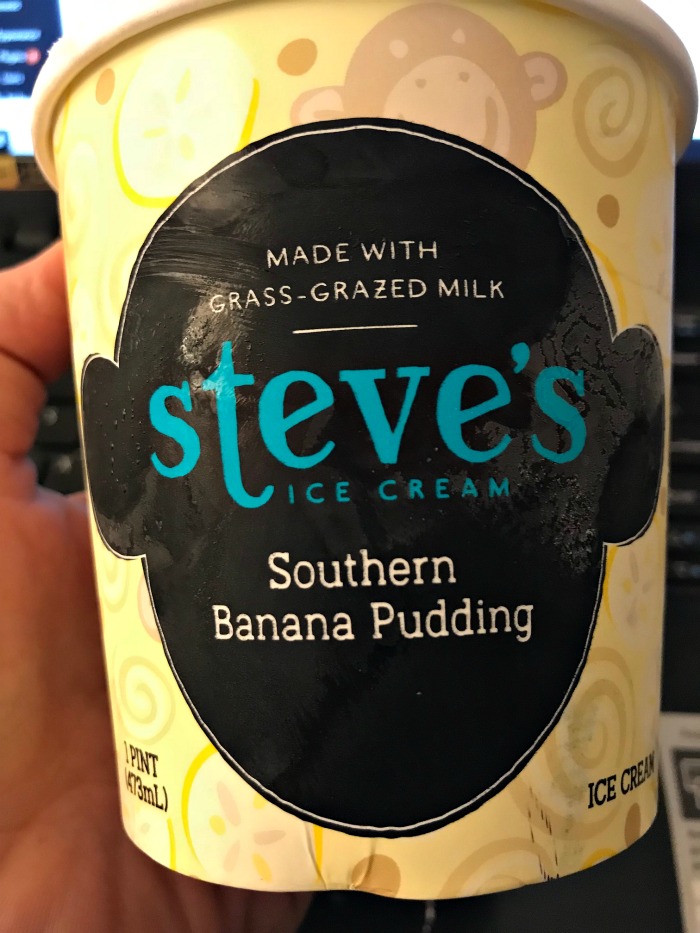 MADE WITH
GRASS-GRAZED MILK
steve's
ICE CREAM
Southern
Banana Pudding
1 PINT
(473mL)
ICE CREAM